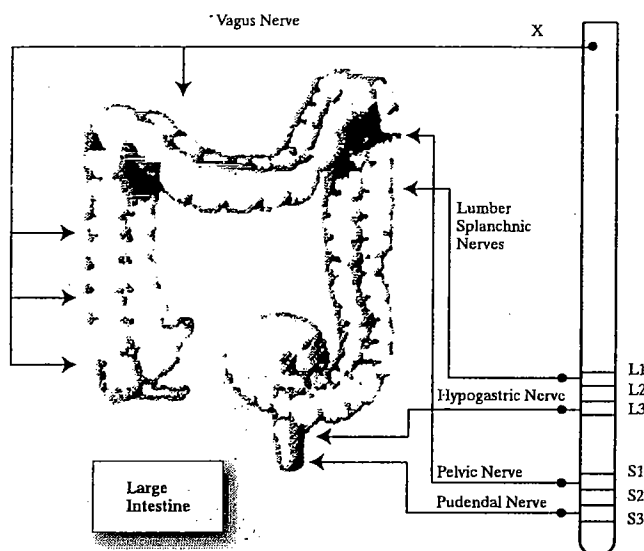 Vagus Nerve
X
Lumber
Splanchnic
Nerves
L1
L2
Hypogastric Nerve
L3
Pelvic Nerve
S1
S2
Pudendal Nerve
S3
Large
Intestine